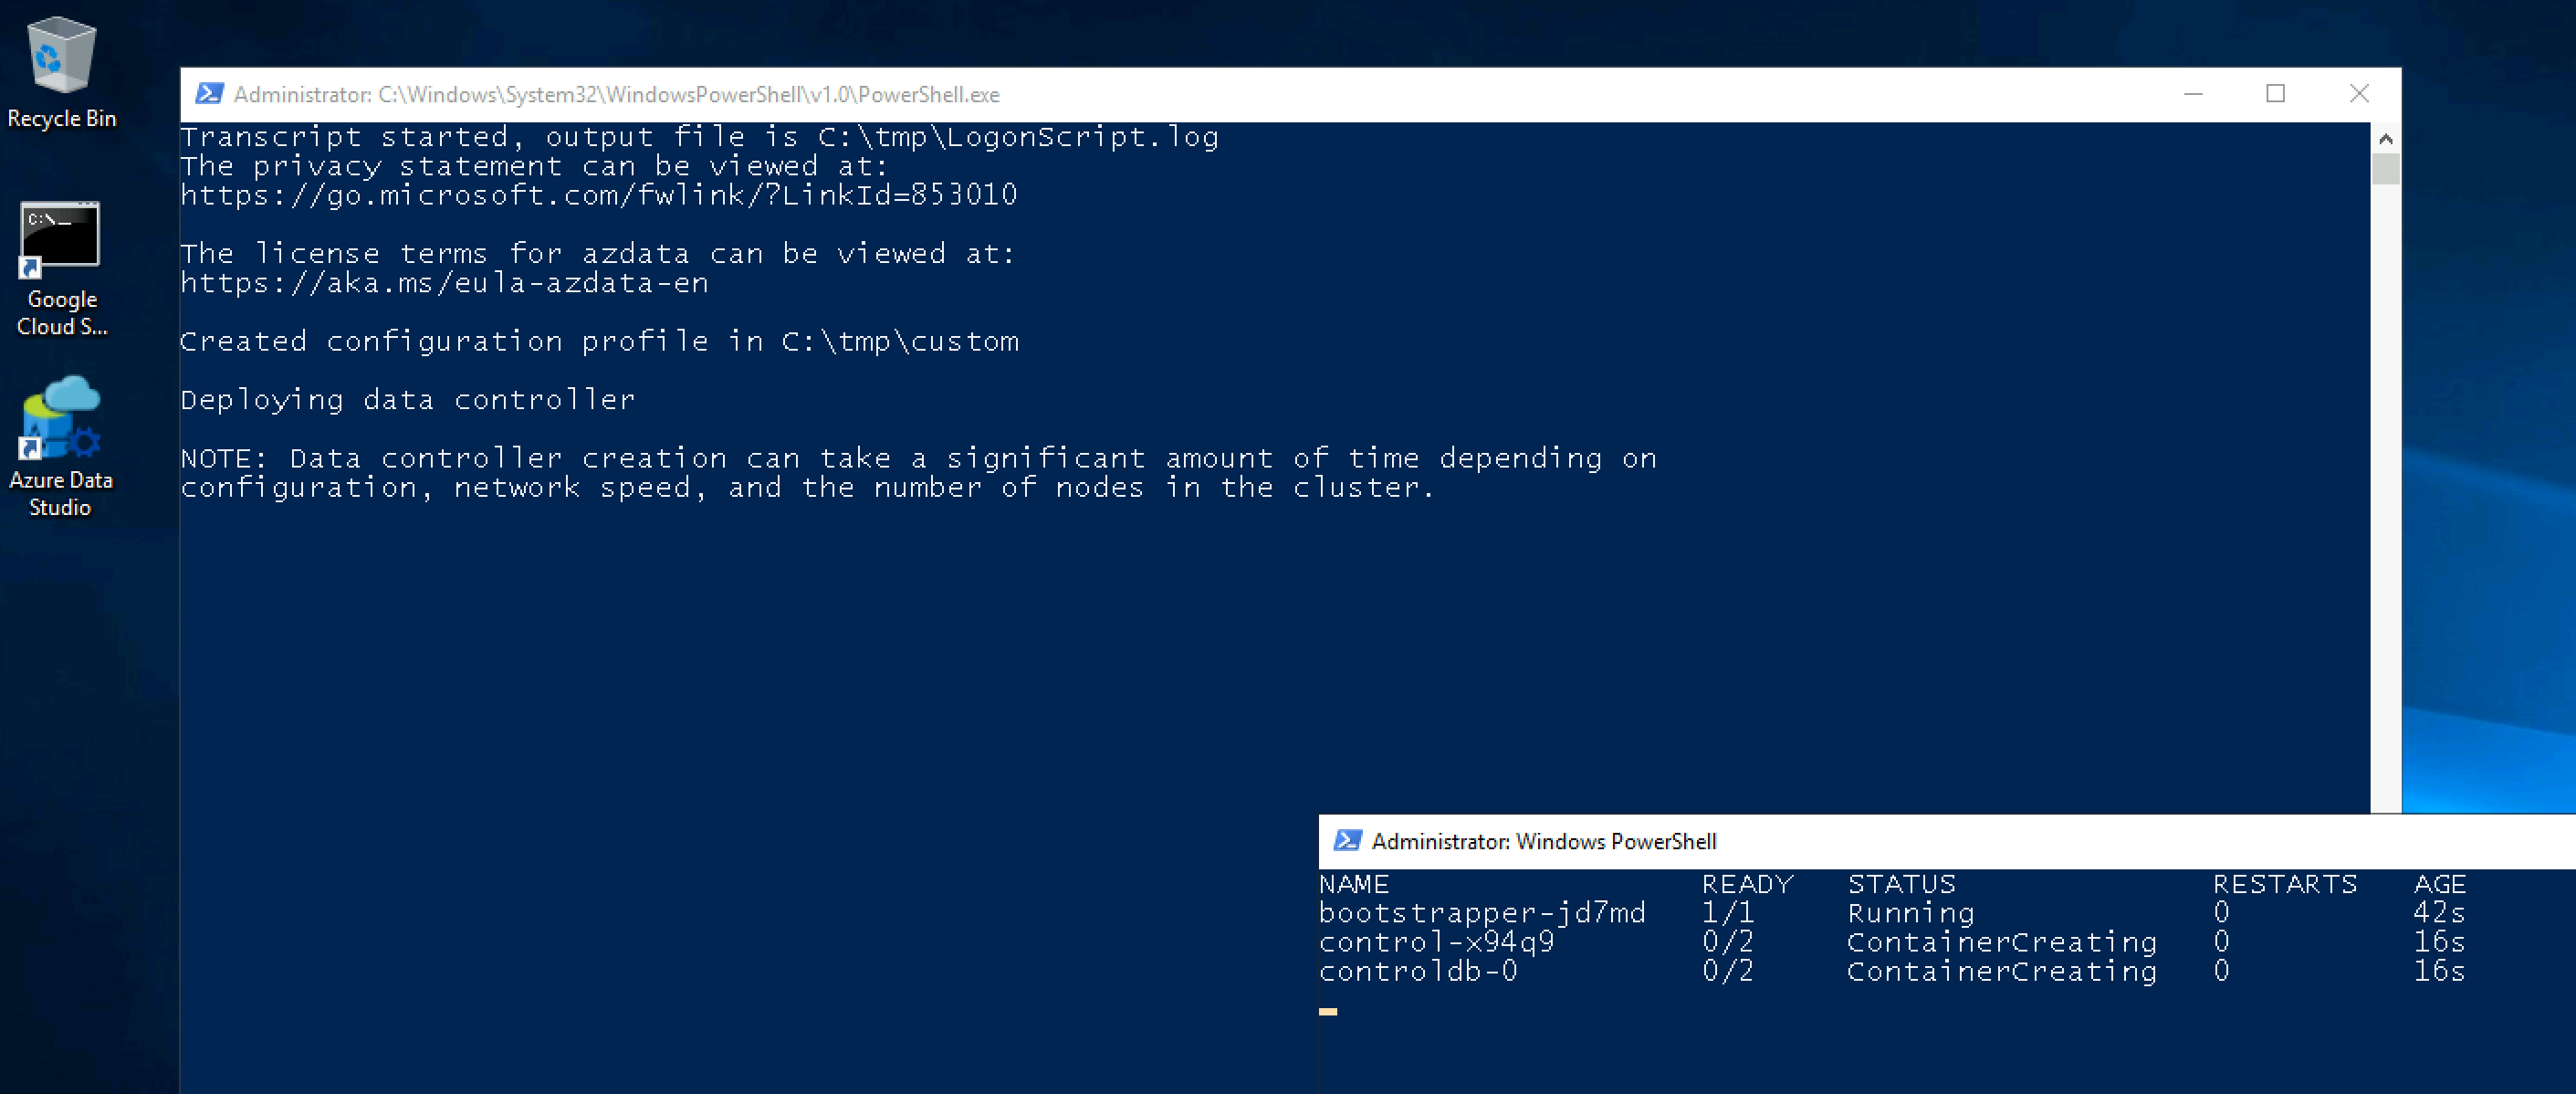 Recycle Bin
C:\_
Google
Cloud S...
Azure Data
Studio
Administrator: C:\Windows\System32\WindowsPowerShell\v1.0\PowerShell.exe
Transcript started, output file is C:\tmp\LogonScript.log
The privacy statement can be viewed at:
https://go.microsoft.com/fwlink/?LinkId=853010
The license terms for azdata can be viewed at:
https://aka.ms/eula-azdata-en
Created configuration profile in C:\tmp\custom
Deploying data controller
NOTE: Data controller creation can take a significant amount of time depending on
configuration, network speed, and the number of nodes in the cluster.
Administrator: Windows PowerShell
NAME READY STATUS RESTARTS AGE
bootstrapper-jd7md 1/1 Running 0 42s
control-x94q9 0/2 ContainerCreating 0 16s
controldb-0 0/2 ContainerCreating 0 16s